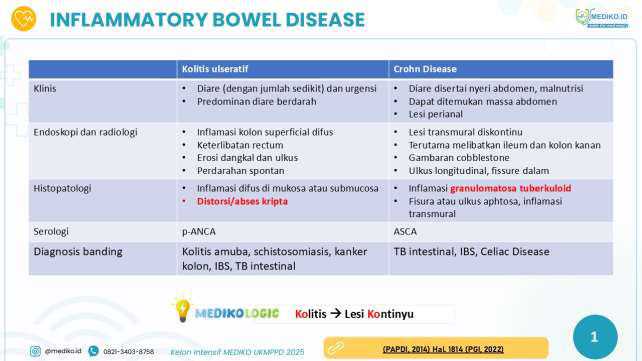 INFLAMMATORY BOWEL DISEASE
MEDIKO.ID
Kolitis ulseratif
Crohn Disease
Klinis
• Diare (dengan jumlah sedikit) dan urgensi
• Predominan diare berdarah
• Diare disertai nyeri abdomen, malnutrisi
• Dapat ditemukan massa abdomen
• Lesi perianal
Endoskopi dan radiologi
• Inflamasi kolon superficial difus
• Keterlibatan rectum
• Erosi dangkal dan ulkus
• Perdarahan spontan
• Lesi transmural diskontinu
• Terutama melibatkan ileum dan kolon kanan
• Gambaran cobblestone
• Ulkus longitudinal, fissure dalam
Histopatologi
• Inflamasi difus di mukosa atau submucosa
• Distorsi/abses kripta
• Inflamasi granulomatosa tuberkuloid
• Fisura atau ulkus aphtosa, inflamasi
transmural
Serologi
p-ANCA
ASCA
Diagnosis banding
Kolitis amuba, schistosomiasis, kanker
kolon, IBS, TB intestinal
TB intestinal, IBS, Celiac Disease
MEDIKOLOGIC
Kolitis → Lesi Kontinyu
1
@mediko.id
0821-3403-8758
Kelon Intensif MEDIKO UKMPPD 2025
(PAPDI, 2014) Hal. 1814 (PGI, 2022)